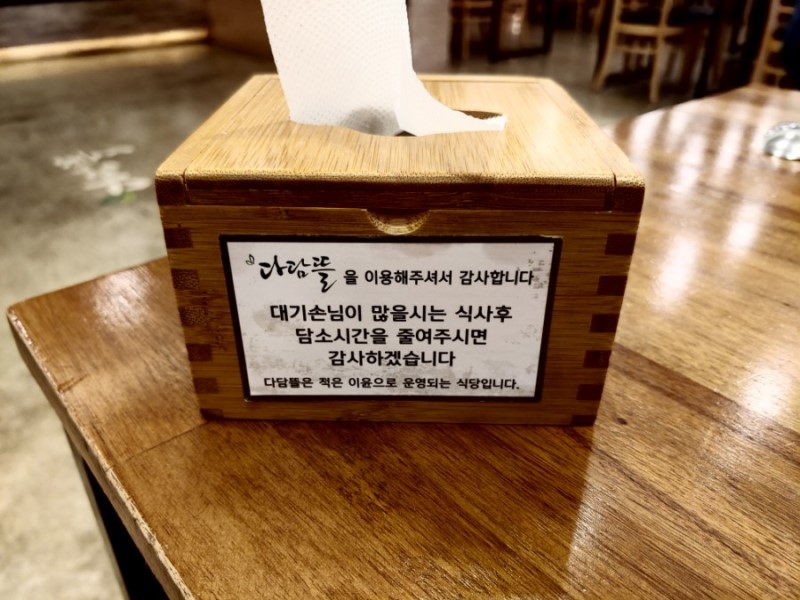 다담뜰 을 이용해주셔서 감사합니다
대기손님이 많을시는 식사후
담소시간을 줄여주시면
감사하겠습니다
다담뜰은 적은 이윤으로 운영되는 식당입니다.